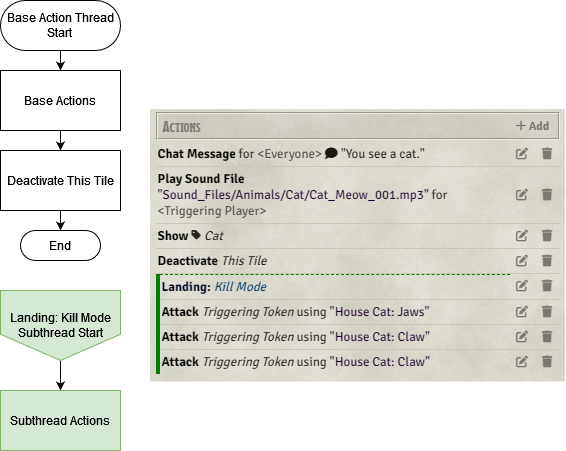 Base Action Thread
Start
Base Actions
Deactivate This Tile
End
Landing: Kill Mode
Subthread Start
Subthread Actions
Actions
+ Add
Chat Message for <Everyone> "You see a cat."
Play Sound File
"Sound_Files/Animals/Cat/Cat_Meow_001.mp3" for
<Triggering Player>
Show Cat
Deactivate This Tile
Landing: Kill Mode
Attack Triggering Token using "House Cat: Jaws"
Attack Triggering Token using "House Cat: Claw"
Attack Triggering Token using "House Cat: Claw"